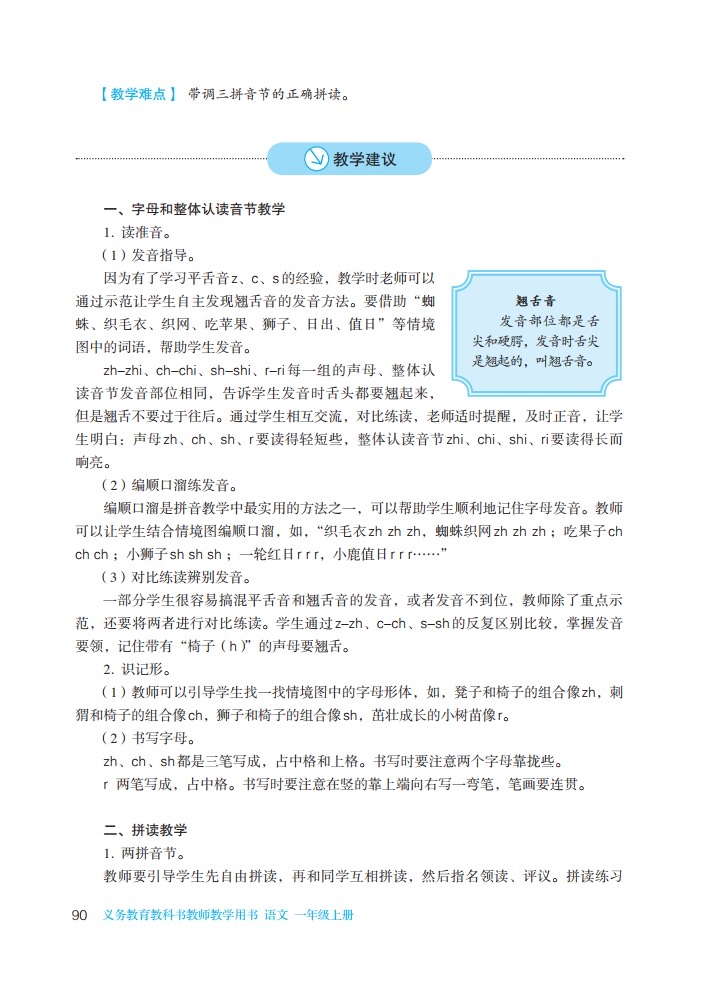 【教学难点】 带调三拼音节的正确拼读。
教学建议
一、字母和整体认读音节教学
1. 读准音。
（1）发音指导。
因为有了学习平舌音z、c、s的经验，教学时老师可以
通过示范让学生自主发现翘舌音的发音方法。要借助“蜘
蛛、织毛衣、织网、吃苹果、狮子、日出、值日”等情境
图中的词语，帮助学生发音。
zh–zhi、ch–chi、sh–shi、r–ri每一组的声母、整体认
读音节发音部位相同，告诉学生发音时舌头都要翘起来，
但是翘舌不要过于往后。通过学生相互交流，对比练读，老师适时提醒，及时正音，让学
生明白：声母zh、ch、sh、r要读得轻短些，整体认读音节zhi、chi、shi、ri要读得长而
响亮。
翘舌音
发音部位都是舌
尖和硬腭，发音时舌尖
是翘起的，叫翘舌音。
（2）编顺口溜练发音。
编顺口溜是拼音教学中最实用的方法之一，可以帮助学生顺利地记住字母发音。教师
可以让学生结合情境图编顺口溜，如，“织毛衣zh zh zh，蜘蛛织网zh zh zh；吃果子ch
ch ch；小狮子sh sh sh；一轮红日r r r，小鹿值日r r r……”
（3）对比练读辨别发音。
一部分学生很容易搞混平舌音和翘舌音的发音，或者发音不到位，教师除了重点示
范，还要将两者进行对比练读。学生通过z–zh、c–ch、s–sh的反复区别比较，掌握发音
要领，记住带有“椅子（h）”的声母要翘舌。
2. 识记形。
（1）教师可以引导学生找一找情境图中的字母形体，如，凳子和椅子的组合像zh，刺
猬和椅子的组合像ch，狮子和椅子的组合像sh，茁壮成长的小树苗像r。
（2）书写字母。
zh、ch、sh都是三笔写成，占中格和上格。书写时要注意两个字母靠拢些。
r 两笔写成，占中格。书写时要注意在竖的靠上端向右写一弯笔，笔画要连贯。
二、拼读教学
1. 两拼音节。
教师要引导学生先自由拼读，再和同学互相拼读，然后指名领读、评议。拼读练习
90 义务教育教科书教师教学用书 语文 一年级上册